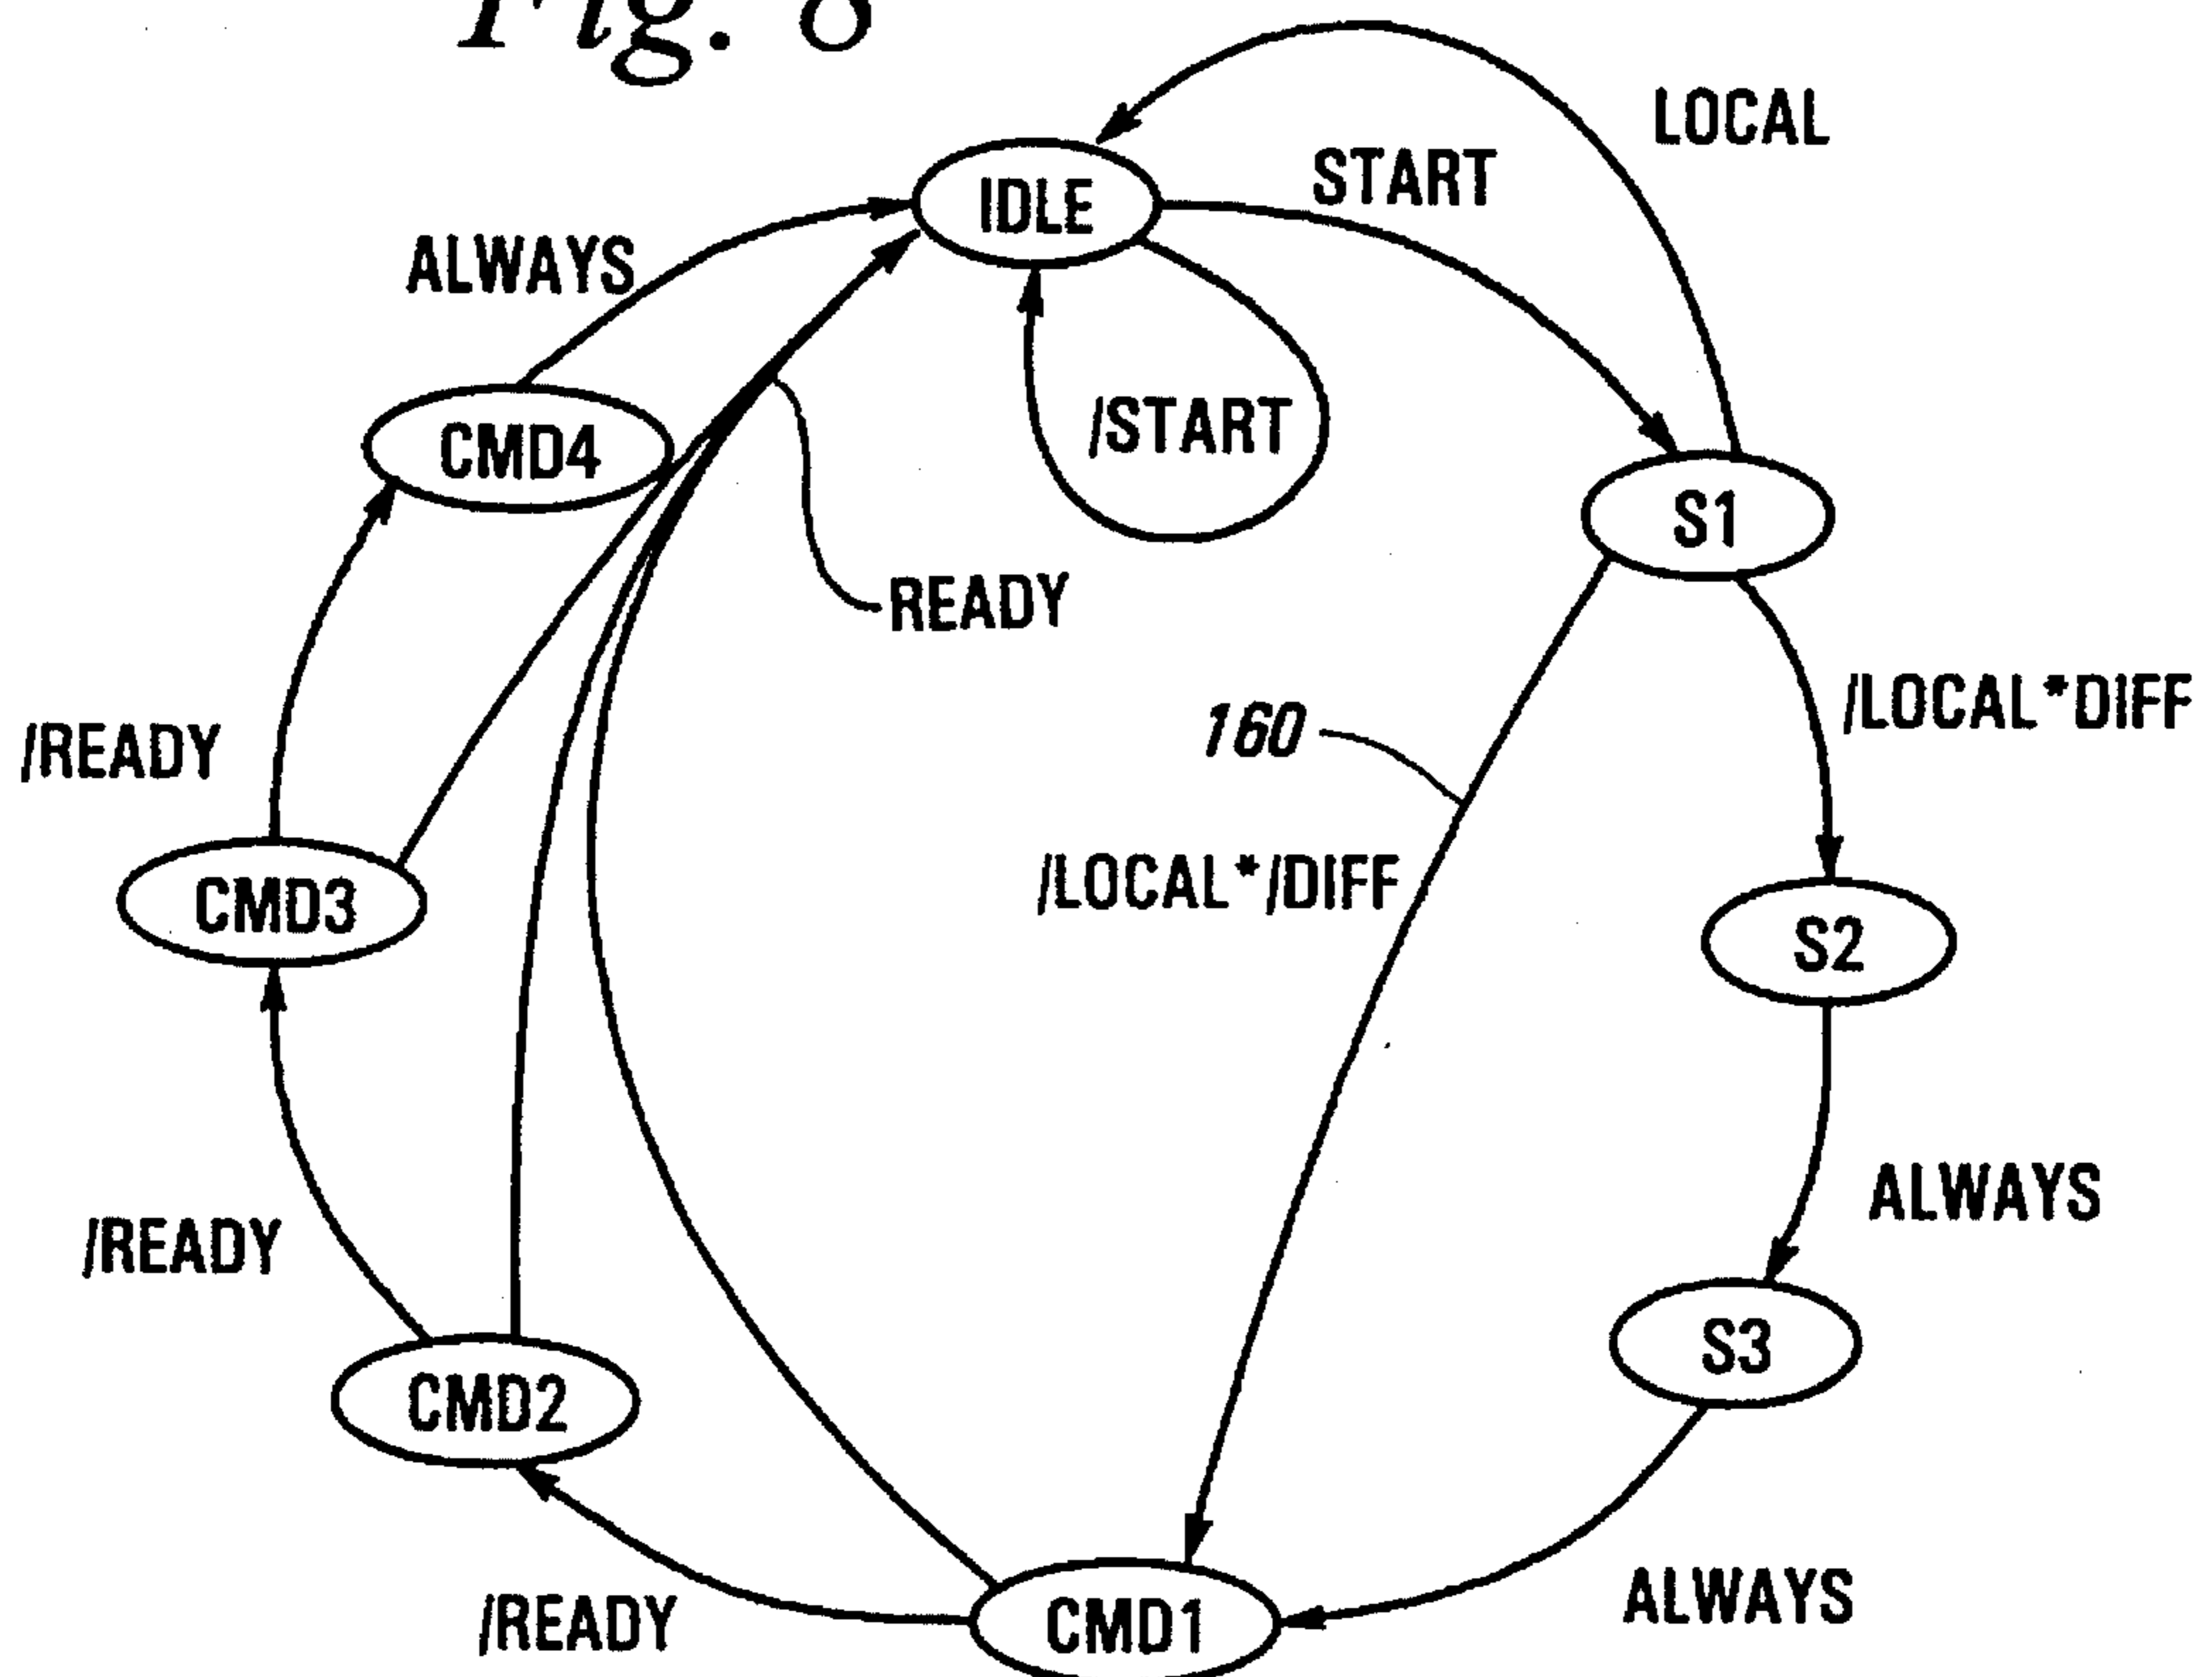 Fig. 8
LOCAL
START
IDLE
ALWAYS
/START
CMD4
S1
READY
/LOCAL*DIFF
160
/READY
/LOCAL*/DIFF
CMD3
S2
ALWAYS
/READY
S3
CMD2
ALWAYS
/READY
CMD1